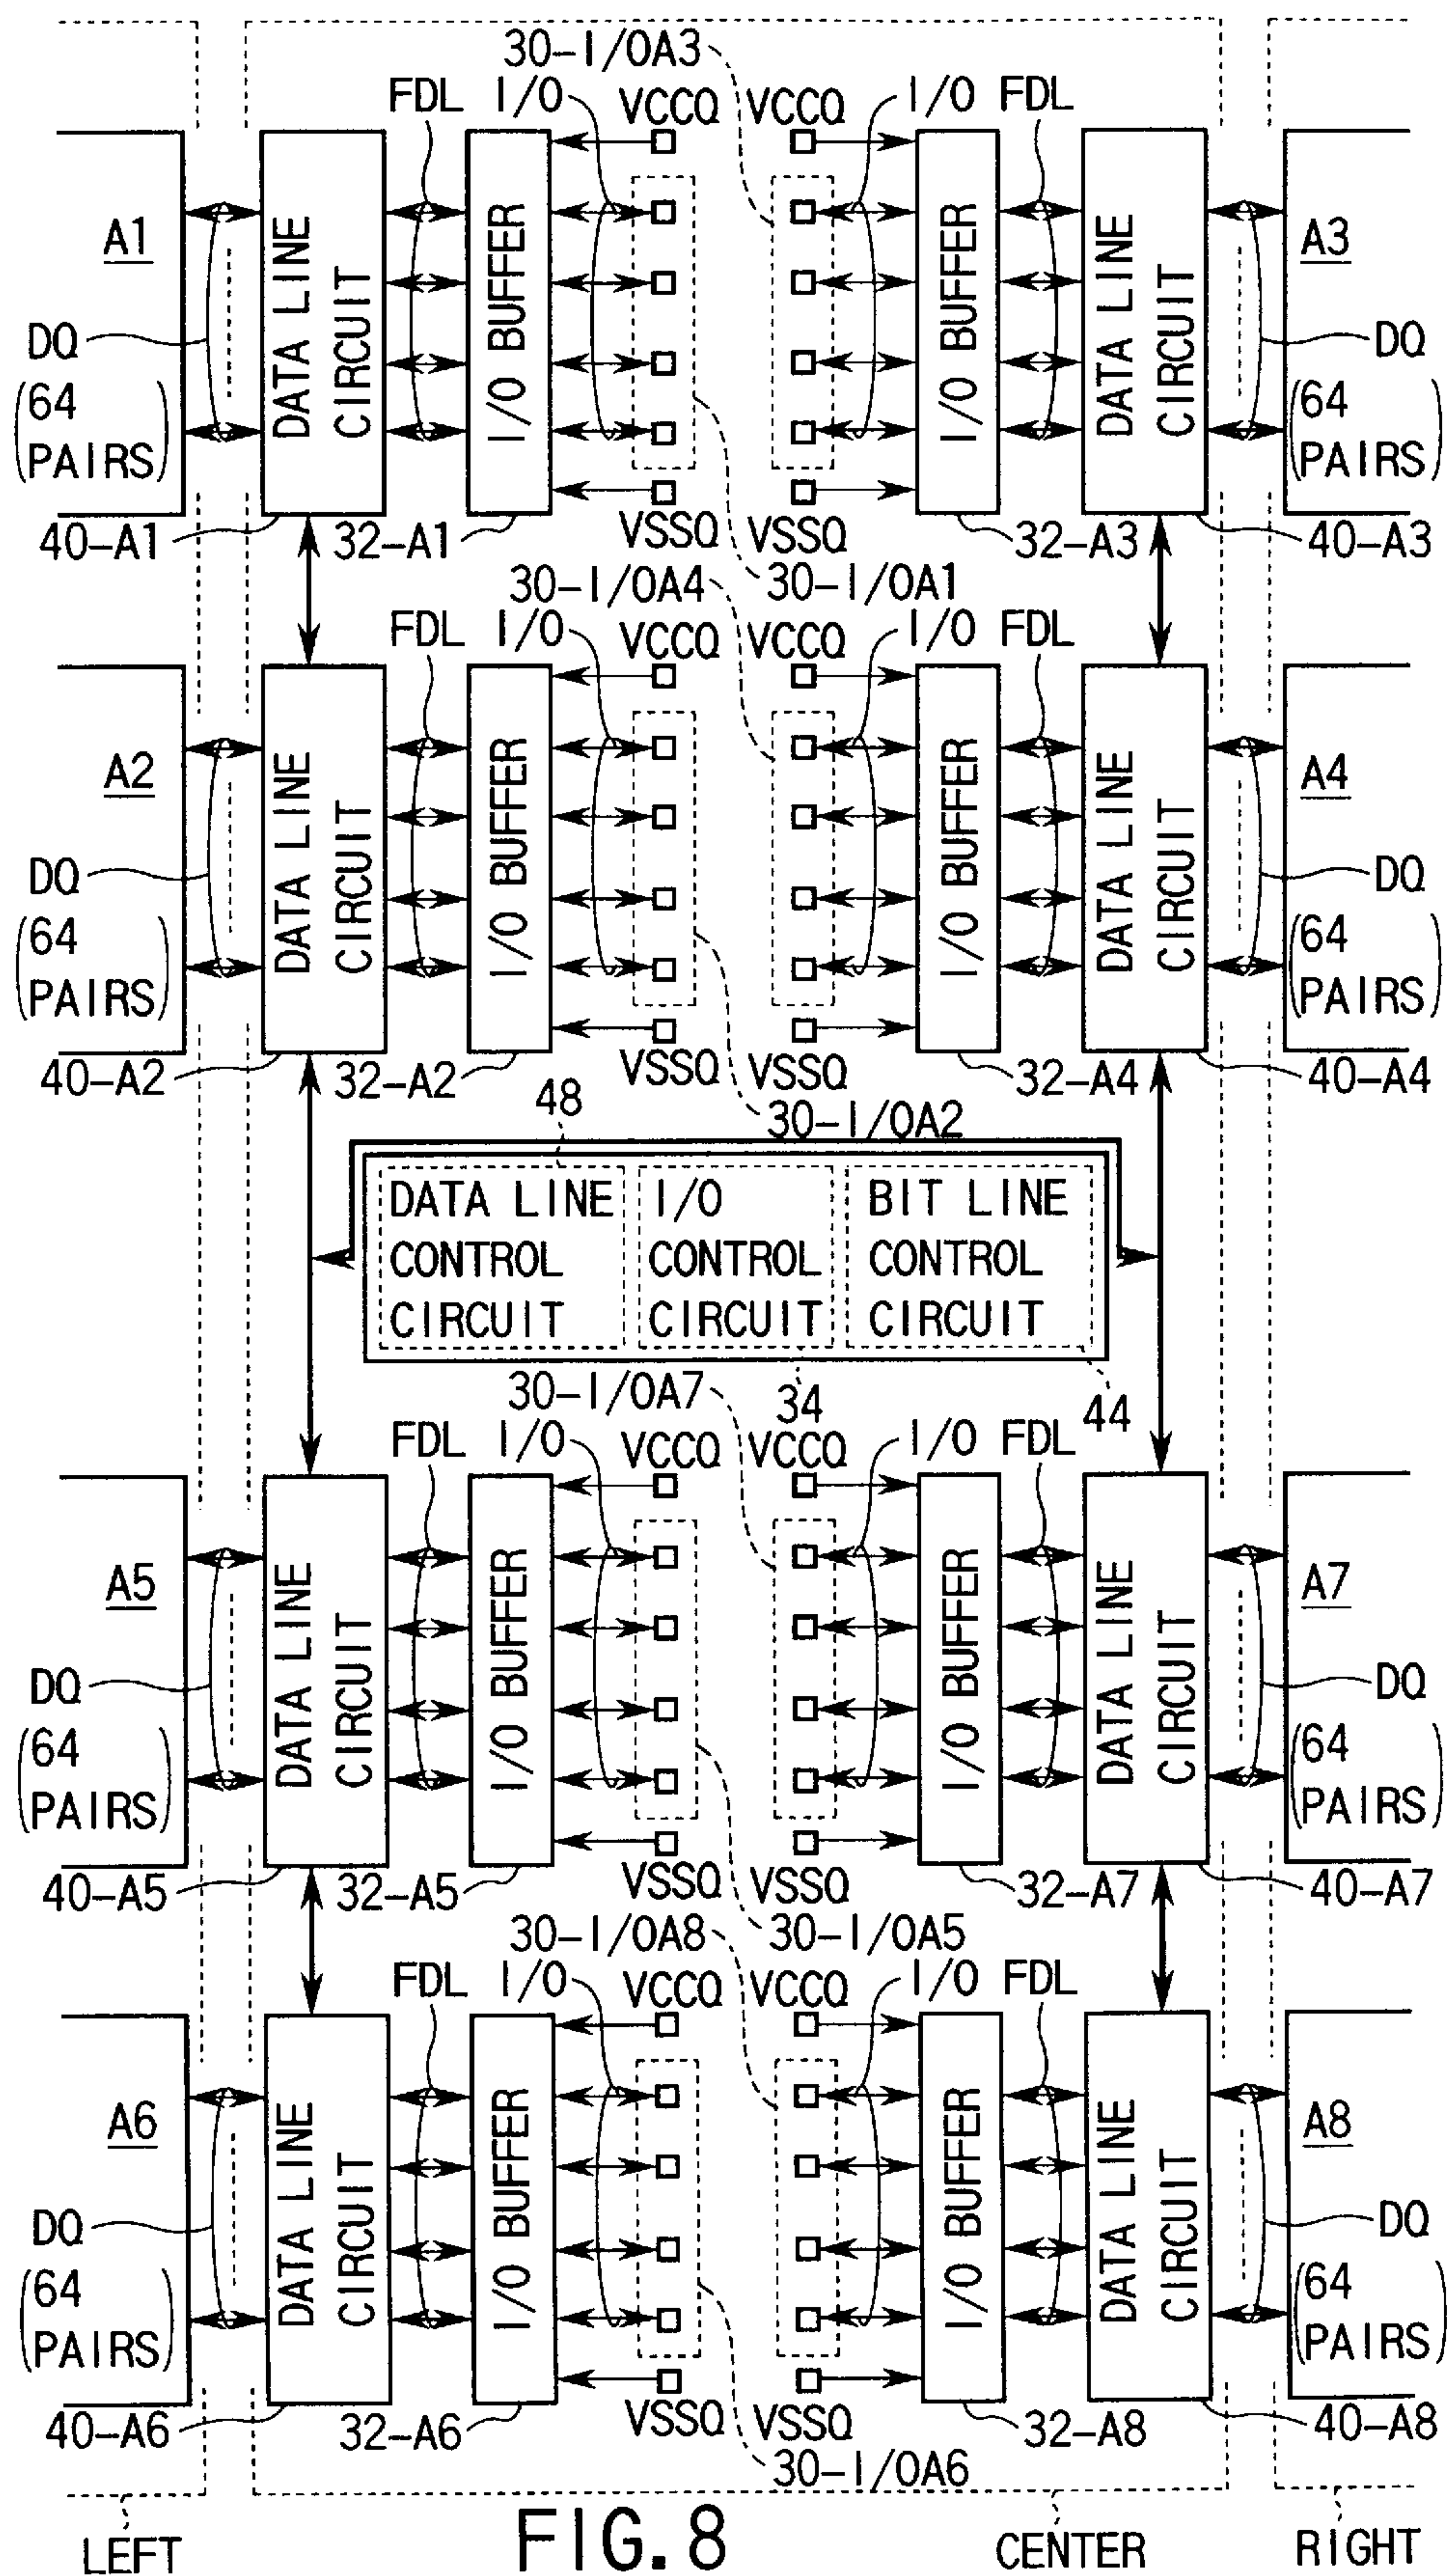 30-I/OA3
FDL I/O VCCQ VCCQ I/O FDL
A1 DATA LINE CIRCUIT I/O BUFFER I/O BUFFER DATA LINE CIRCUIT A3
DQ DQ
(64 PAIRS) (64 PAIRS)
40-A1 32-A1 VSSQ VSSQ 32-A3 40-A3
30-I/OA4 30-I/OA1
FDL I/O VCCQ VCCQ I/O FDL
A2 DATA LINE CIRCUIT I/O BUFFER I/O BUFFER DATA LINE CIRCUIT A4
DQ DQ
(64 PAIRS) (64 PAIRS)
40-A2 32-A2 VSSQ VSSQ 32-A4 40-A4
48 30-I/OA2
DATA LINE CONTROL CIRCUIT
I/O CONTROL CIRCUIT
BIT LINE CONTROL CIRCUIT
30-I/OA7 34 44
FDL I/O VCCQ VCCQ I/O FDL
A5 DATA LINE CIRCUIT I/O BUFFER I/O BUFFER DATA LINE CIRCUIT A7
DQ DQ
(64 PAIRS) (64 PAIRS)
40-A5 32-A5 VSSQ VSSQ 32-A7 40-A7
30-I/OA8 30-I/OA5
FDL I/O VCCQ VCCQ I/O FDL
A6 DATA LINE CIRCUIT I/O BUFFER I/O BUFFER DATA LINE CIRCUIT A8
DQ DQ
(64 PAIRS) (64 PAIRS)
40-A6 32-A6 VSSQ VSSQ 32-A8 40-A8
30-I/OA6
LEFT FIG. 8 CENTER RIGHT